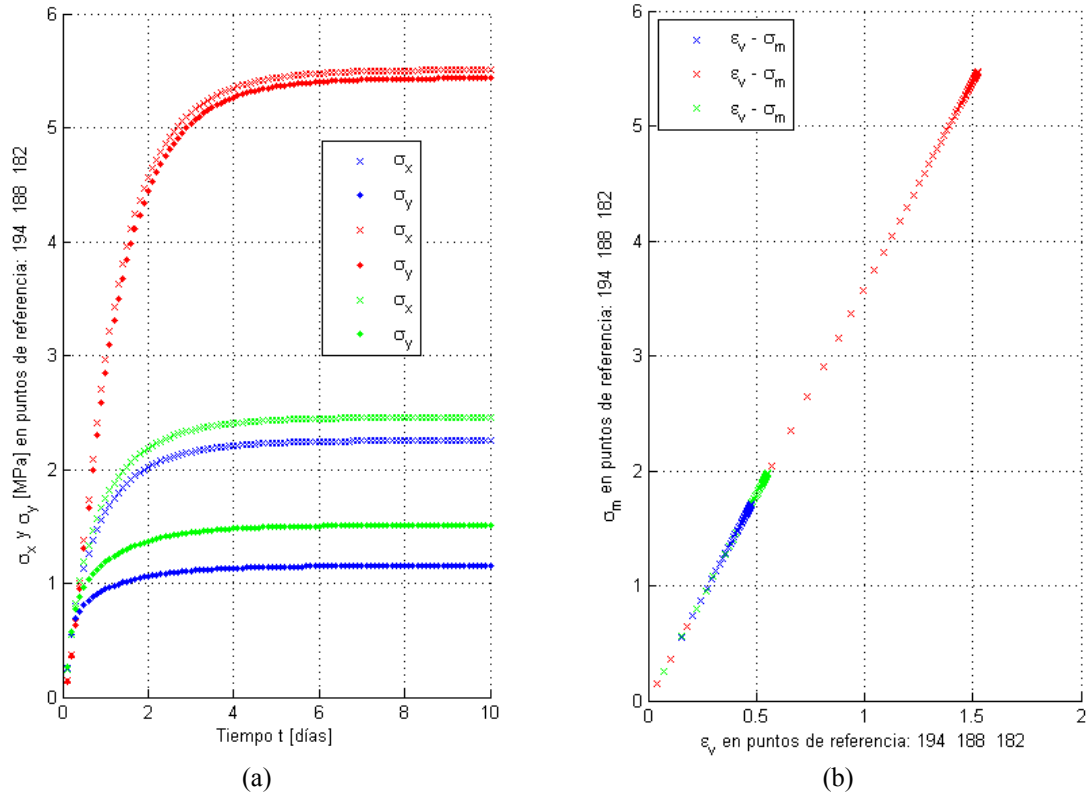 σx y σy [MPa] en puntos de referencia: 194 188 182
6
5
4
3
2
1
0
0 2 4 6 8 10
Tiempo t [días]
σx
σy
σx
σy
σx
σy
(a)
σm en puntos de referencia: 194 188 182
6
5
4
3
2
1
0
0 0.5 1 1.5 2
εv en puntos de referencia: 194 188 182
εv - σm
εv - σm
εv - σm
(b)